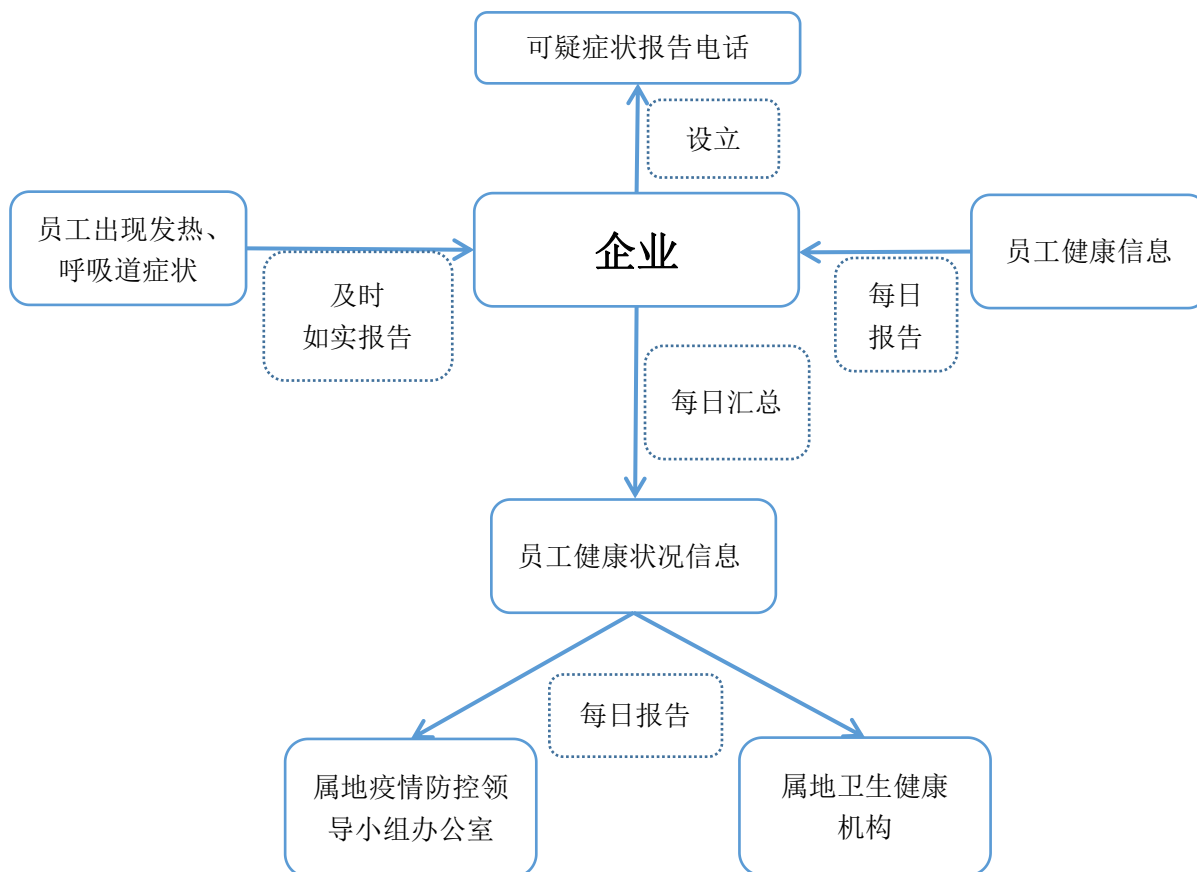 可疑症状报告电话
设立
员工出现发热、
呼吸道症状
企业
员工健康信息
及时
如实报告
每日
报告
每日汇总
员工健康状况信息
每日报告
属地疫情防控领
导小组办公室
属地卫生健康
机构